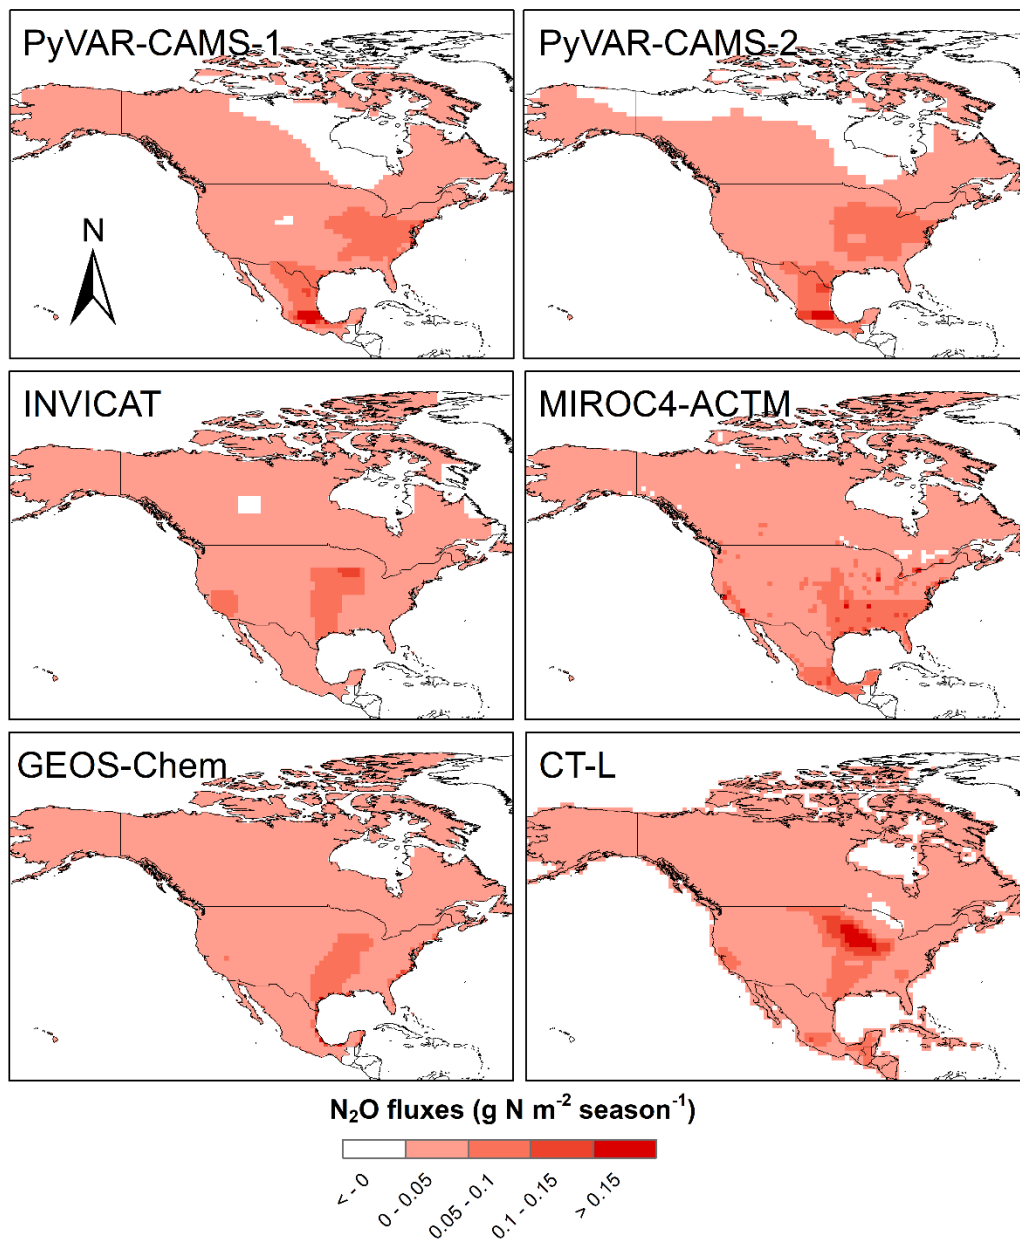 PyVAR-CAMS-1
PyVAR-CAMS-2
N
INVICAT
MIROC4-ACTM
GEOS-Chem
CT-L
N₂O fluxes (g N m⁻² season⁻¹)
< - 0
0 - 0.05
0.05 - 0.1
0.1 - 0.15
> 0.15